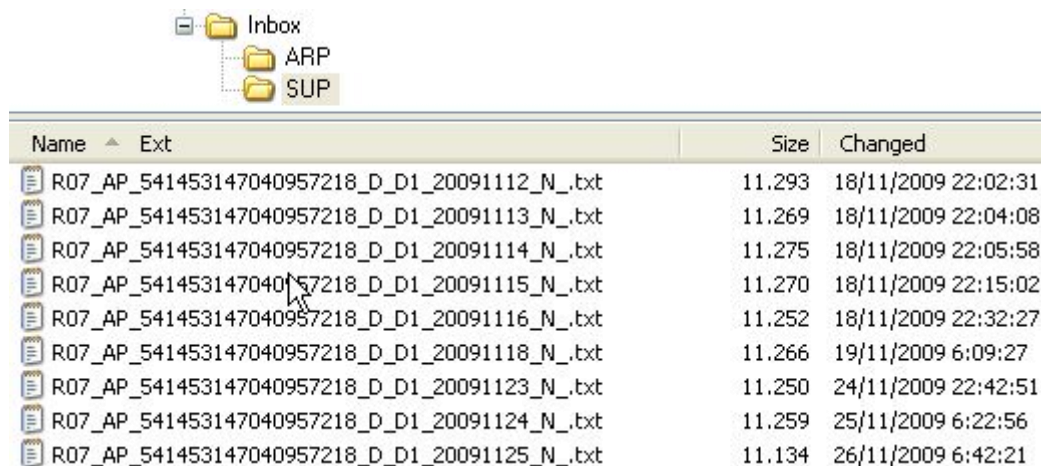 Inbox
ARP
SUP
Name Ext Size Changed
R07_AP_541453147040957218_D_D1_20091112_N_.txt 11.293 18/11/2009 22:02:31
R07_AP_541453147040957218_D_D1_20091113_N_.txt 11.269 18/11/2009 22:04:08
R07_AP_541453147040957218_D_D1_20091114_N_.txt 11.275 18/11/2009 22:05:58
R07_AP_541453147040957218_D_D1_20091115_N_.txt 11.270 18/11/2009 22:15:02
R07_AP_541453147040957218_D_D1_20091116_N_.txt 11.252 18/11/2009 22:32:27
R07_AP_541453147040957218_D_D1_20091118_N_.txt 11.266 19/11/2009 6:09:27
R07_AP_541453147040957218_D_D1_20091123_N_.txt 11.250 24/11/2009 22:42:51
R07_AP_541453147040957218_D_D1_20091124_N_.txt 11.259 25/11/2009 6:22:56
R07_AP_541453147040957218_D_D1_20091125_N_.txt 11.134 26/11/2009 6:42:21